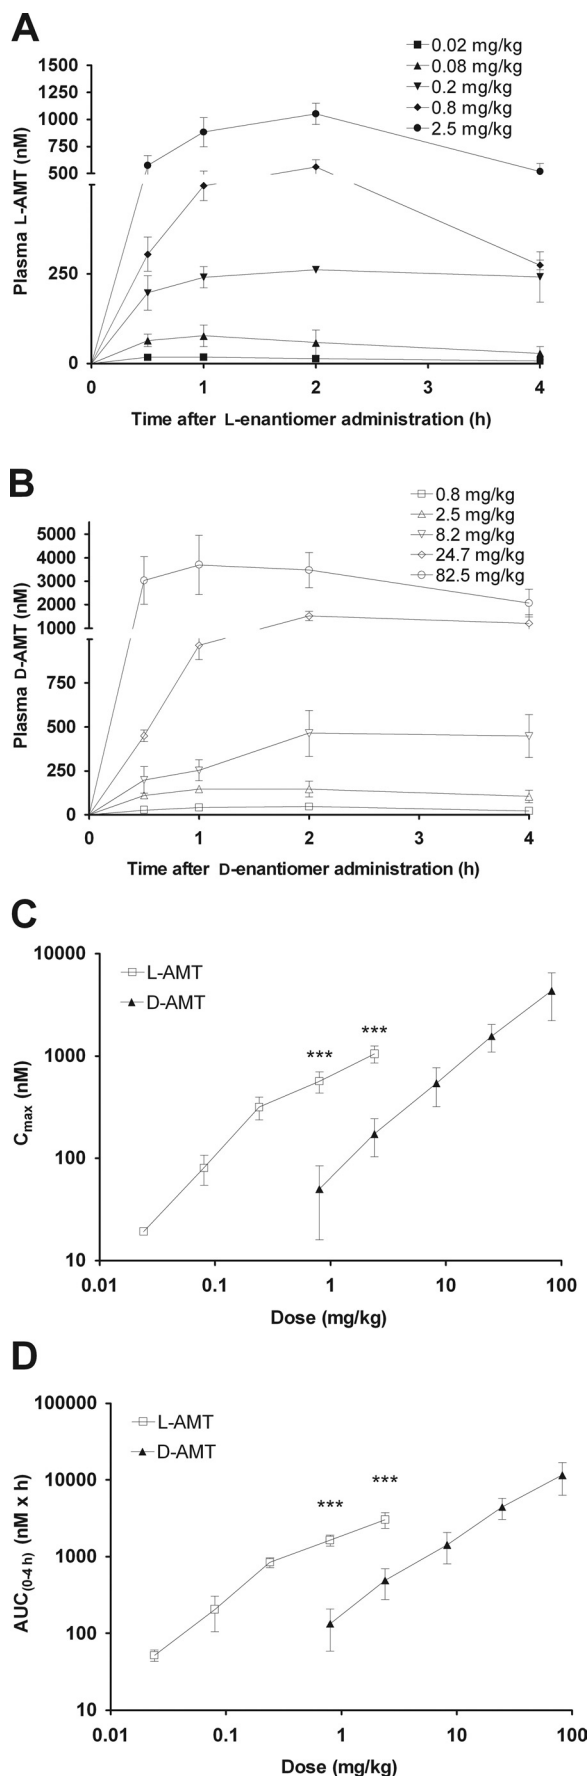 A
0.02 mg/kg
0.08 mg/kg
0.2 mg/kg
0.8 mg/kg
2.5 mg/kg
Plasma L-AMT (nM)
1500
1250
1000
750
500
250
0
0 1 2 3 4
Time after L-enantiomer administration (h)
B
0.8 mg/kg
2.5 mg/kg
8.2 mg/kg
24.7 mg/kg
82.5 mg/kg
Plasma D-AMT (nM)
5000
4000
3000
2000
1000
750
500
250
0
0 1 2 3 4
Time after D-enantiomer administration (h)
C
L-AMT
D-AMT
*** ***
Cmax (nM)
10000
1000
100
10
0.01 0.1 1 10 100
Dose (mg/kg)
D
L-AMT
D-AMT
*** ***
AUC(0-4 h) (nM x h)
100000
10000
1000
100
10
0.01 0.1 1 10 100
Dose (mg/kg)